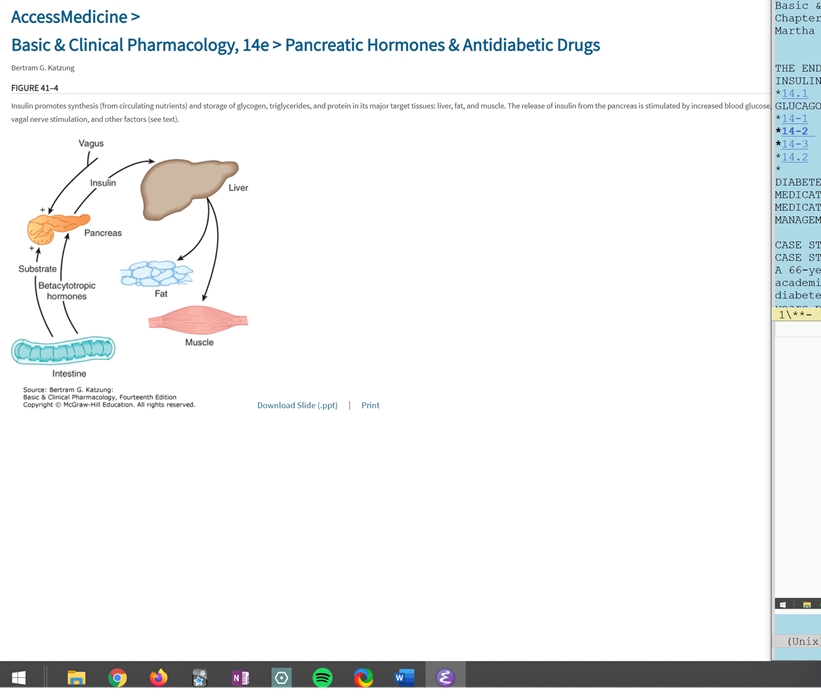 AccessMedicine >
Basic & Clinical Pharmacology, 14e > Pancreatic Hormones & Antidiabetic Drugs
Bertram G. Katzung
FIGURE 41–4
Insulin promotes synthesis (from circulating nutrients) and storage of glycogen, triglycerides, and protein in its major target tissues: liver, fat, and muscle. The release of insulin from the pancreas is stimulated by increased blood glucose,
vagal nerve stimulation, and other factors (see text).
Vagus
Insulin
Liver
+
Pancreas
+
Substrate
Betacytotropic
hormones
Fat
Muscle
Intestine
Source: Bertram G. Katzung:
Basic & Clinical Pharmacology, Fourteenth Edition
Copyright © McGraw-Hill Education. All rights reserved.
Download Slide (.ppt) | Print
Basic &
Chapter
Martha
THE END
INSULIN
*14.1
GLUCAGO
*14-1
*14-2
*14-3
*14.2
*
DIABETE
MEDICAT
MEDICAT
MANAGEM
CASE ST
CASE ST
A 66-ye
academi
diabete
1\**-
(Unix
N
W